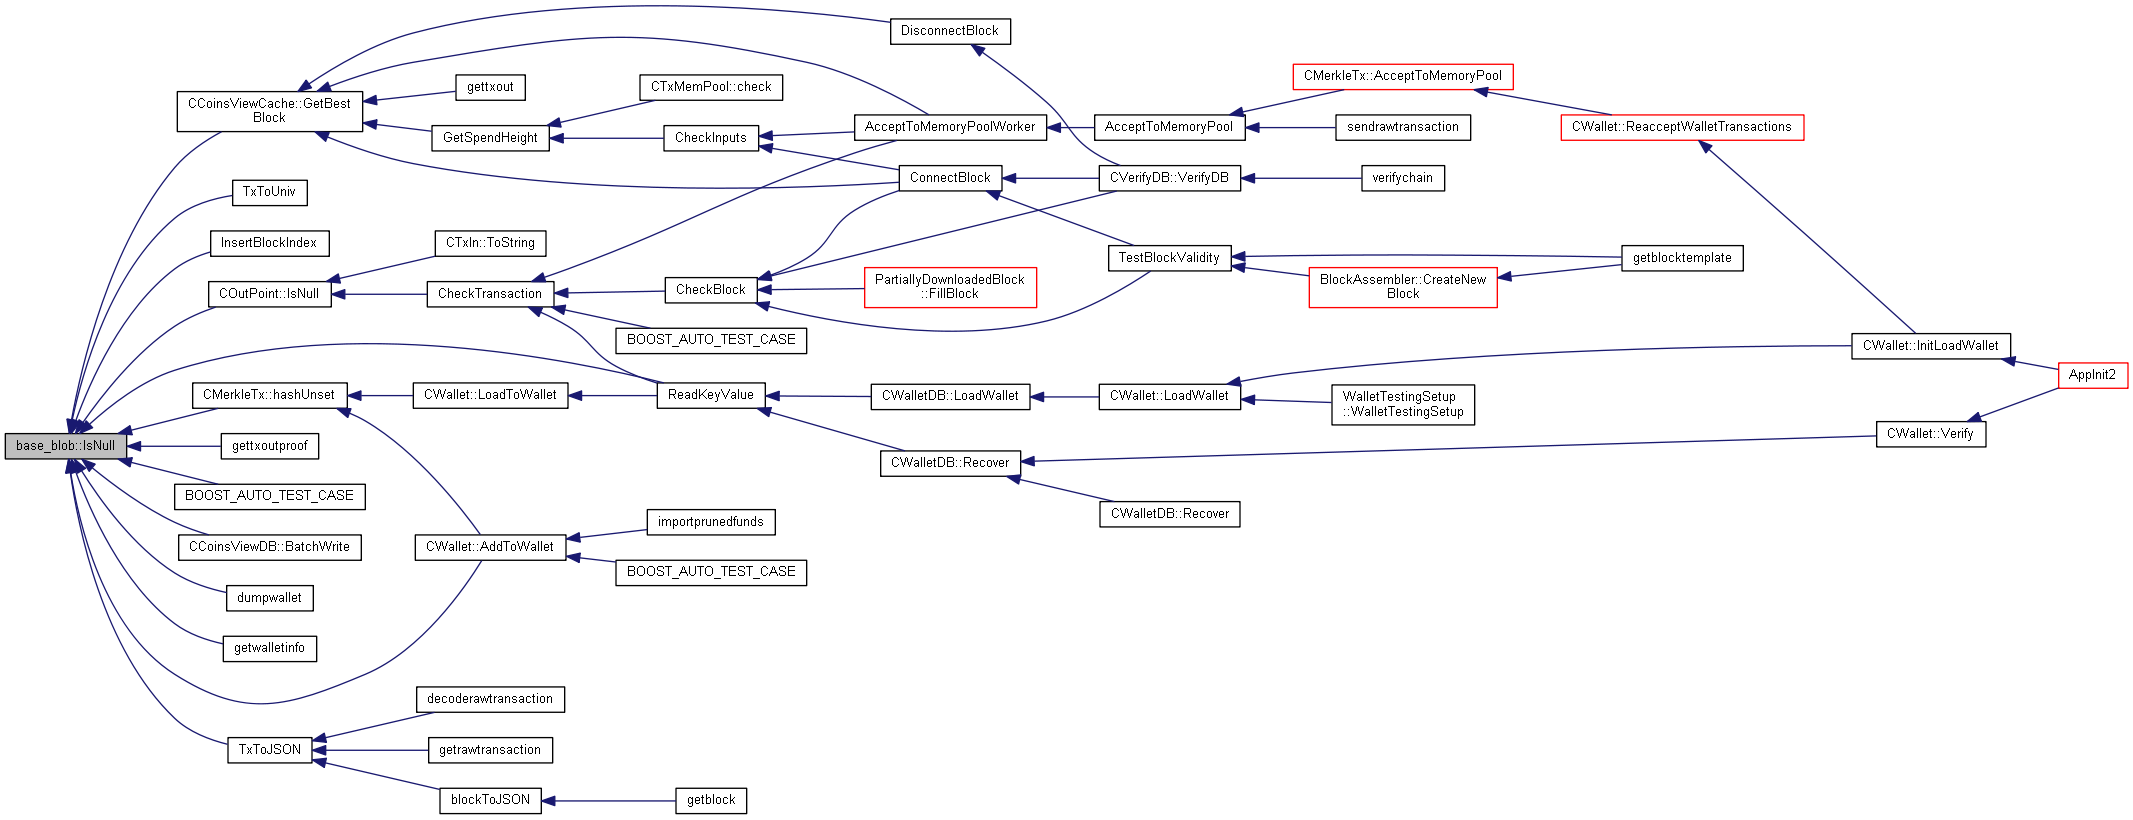 DisconnectBlock
CCoinsViewCache::GetBest
Block
gettxout
CTxMemPool::check
CMerkleTx::AcceptToMemoryPool
GetSpendHeight
CheckInputs
AcceptToMemoryPoolWorker
AcceptToMemoryPool
sendrawtransaction
CWallet::ReacceptWalletTransactions
TxToUniv
ConnectBlock
CVerifyDB::VerifyDB
verifychain
InsertBlockIndex
CTxIn::ToString
TestBlockValidity
getblocktemplate
COutPoint::IsNull
CheckTransaction
CheckBlock
PartiallyDownloadedBlock
::FillBlock
BlockAssembler::CreateNew
Block
BOOST_AUTO_TEST_CASE
CWallet::InitLoadWallet
AppInit2
CMerkleTx::hashUnset
CWallet::LoadToWallet
ReadKeyValue
CWalletDB::LoadWallet
CWallet::LoadWallet
WalletTestingSetup
::WalletTestingSetup
base_blob::IsNull
gettxoutproof
CWallet::Verify
CWalletDB::Recover
BOOST_AUTO_TEST_CASE
CWalletDB::Recover
CCoinsViewDB::BatchWrite
CWallet::AddToWallet
importprunedfunds
BOOST_AUTO_TEST_CASE
dumpwallet
getwalletinfo
decoderawtransaction
TxToJSON
getrawtransaction
blockToJSON
getblock